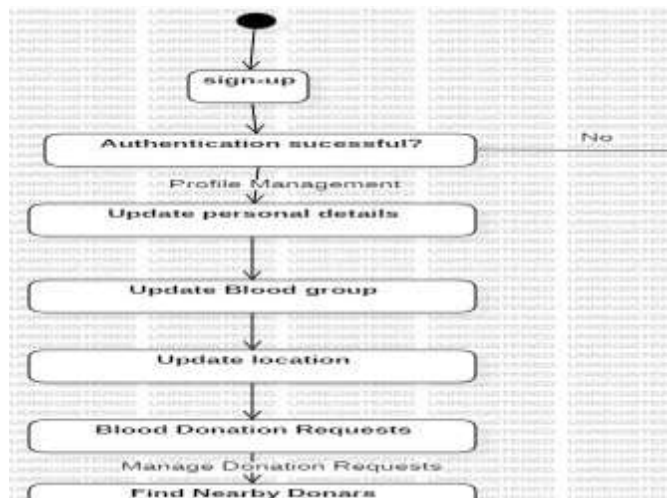 sign-up
Authentication sucessful?
No
Profile Management
Update personal details
Update Blood group
Update location
Blood Donation Requests
Manage Donation Requests
Find Nearby Donars